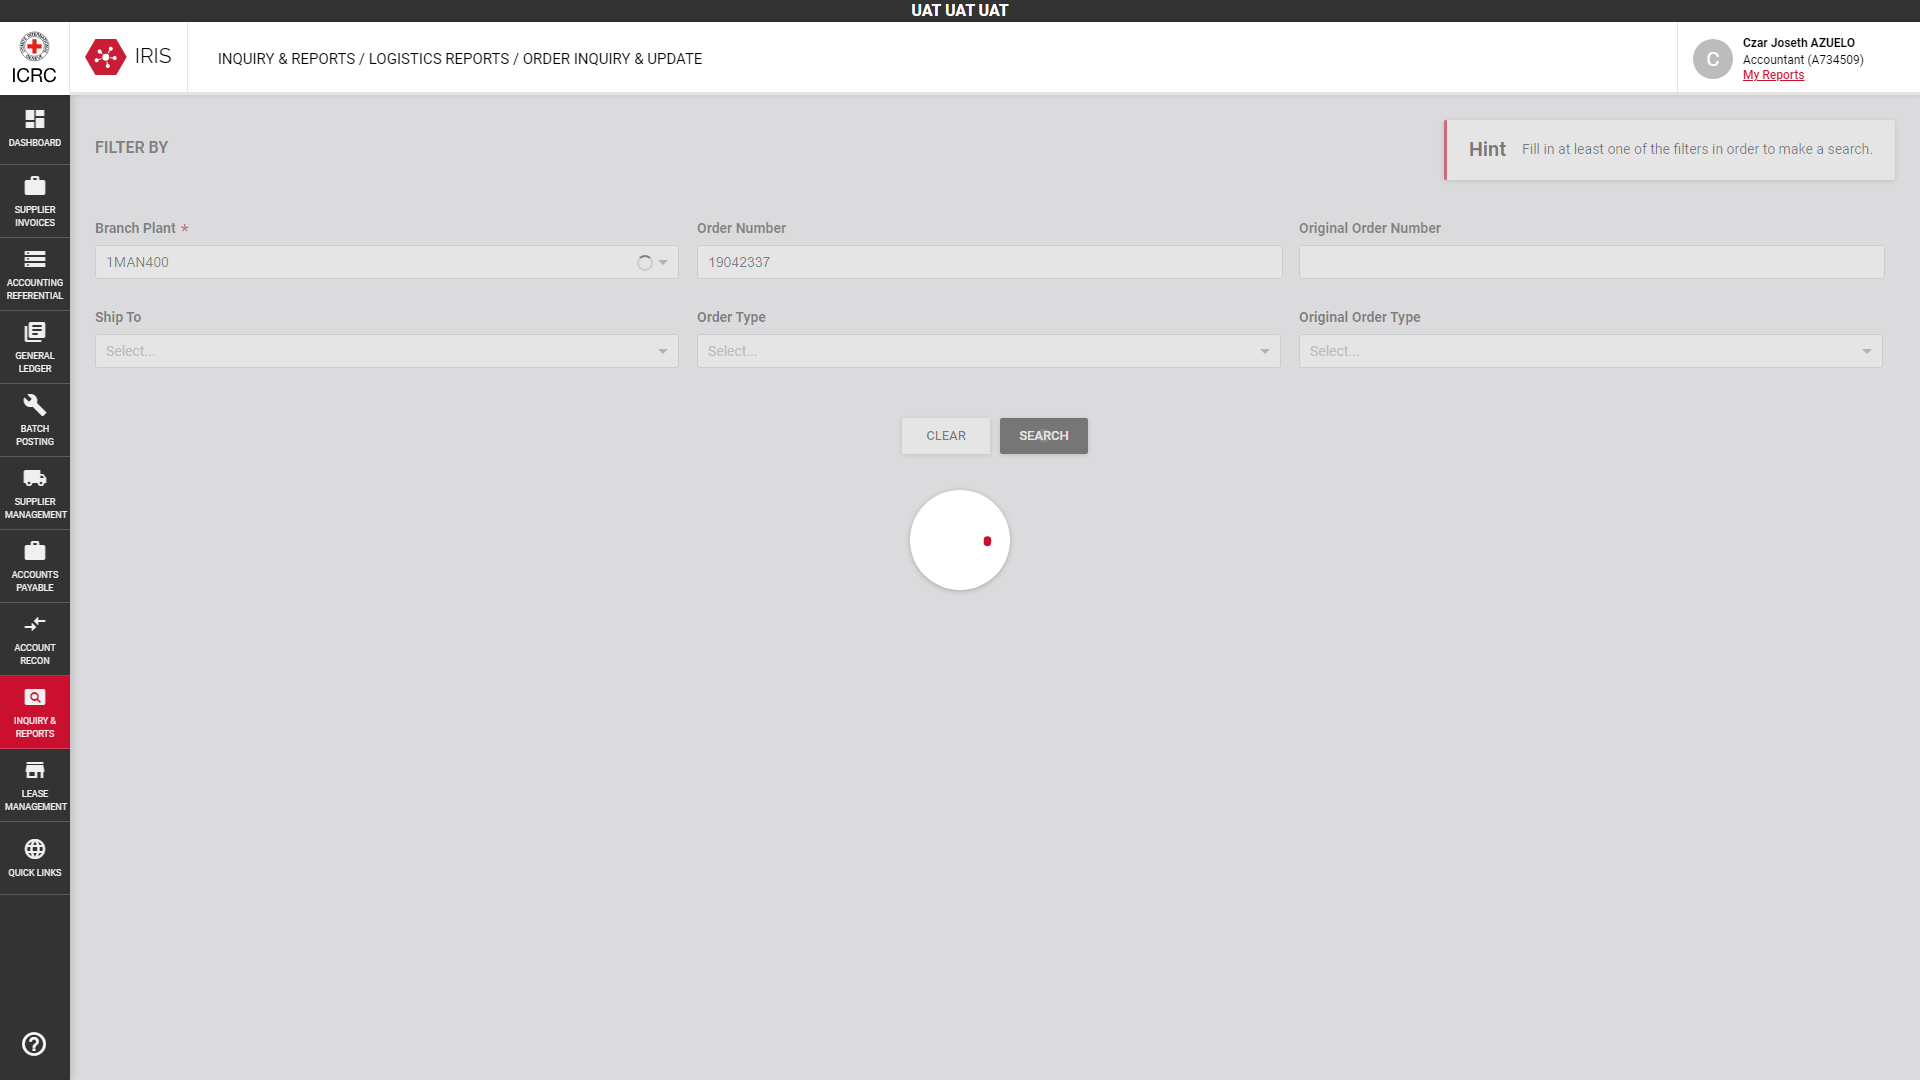 UAT UAT UAT
ICRC
IRIS
INQUIRY & REPORTS / LOGISTICS REPORTS / ORDER INQUIRY & UPDATE
C
Czar Joseth AZUELO
Accountant (A734509)
My Reports
DASHBOARD
SUPPLIER
INVOICES
ACCOUNTING
REFERENTIAL
GENERAL
LEDGER
BATCH
POSTING
SUPPLIER
MANAGEMENT
ACCOUNTS
PAYABLE
ACCOUNT
RECON
INQUIRY &
REPORTS
LEASE
MANAGEMENT
QUICK LINKS
FILTER BY
Hint Fill in at least one of the filters in order to make a search.
Branch Plant *
1MAN400
Order Number
19042337
Original Order Number
Ship To
Select...
Order Type
Select...
Original Order Type
Select...
CLEAR
SEARCH